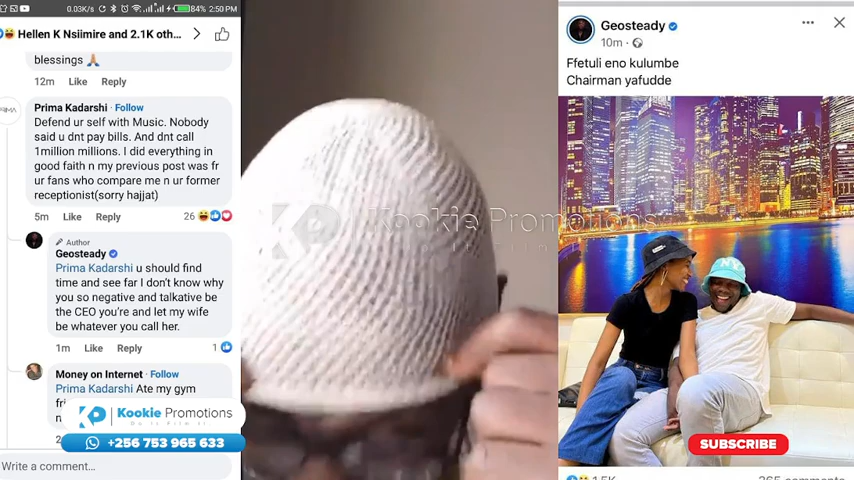 0.03K/s
84% 2:50 PM
Hellen K Nsiimire and 2.1K oth...
blessings 🙏🏽
12m Like Reply
Prima Kadarshi · Follow
Defend ur self with Music. Nobody
said u dnt pay bills. And dnt call
1million millions. I did everything in
good faith n my previous post was fr
ur fans who compare me n ur former
receptionist(sorry hajjat)
5m Like Reply 26
Author
Geosteady
Prima Kadarshi u should find
time and see far I don't know why
you so negative and talkative be
the CEO you're and let my wife
be whatever you call her.
1m Like Reply 1
Money on Internet · Follow
Prima Kadarshi Ate my gym
Kookie Promotions
+256 753 965 633
Write a comment...
KP Kookie Promotions
Geosteady
10m
Ffetuli eno kulumbe
Chairman yafudde
NY
SUBSCRIBE
1.5K 265 comments